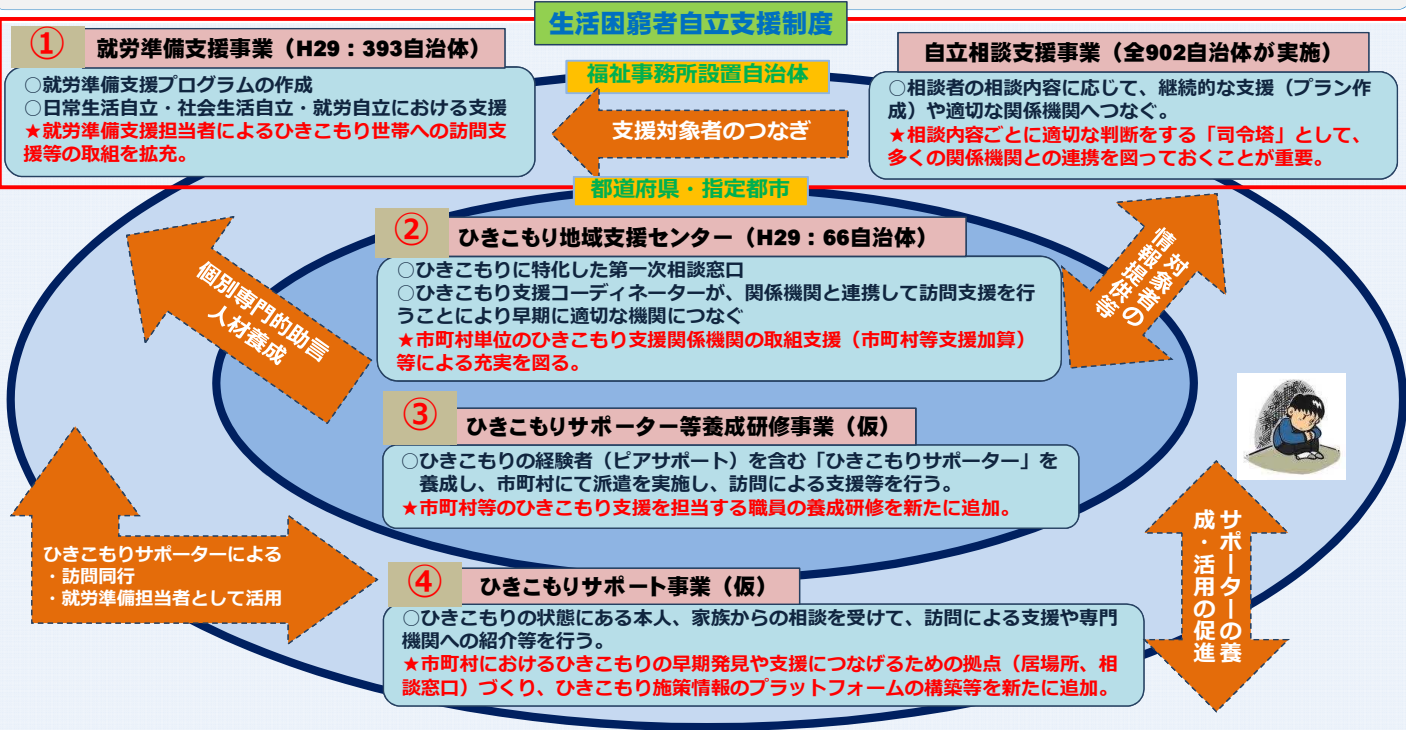 生活困窮者自立支援制度
① 就労準備支援事業（H29：393自治体）
○就労準備支援プログラムの作成
○日常生活自立・社会生活自立・就労自立における支援
★就労準備支援担当者によるひきこもり世帯への訪問支
援等の取組を拡充。
福祉事務所設置自治体
支援対象者のつなぎ
自立相談支援事業（全902自治体が実施）
○相談者の相談内容に応じて、継続的な支援（プラン作
成）や適切な関係機関へつなぐ。
★相談内容ごとに適切な判断をする「司令塔」として、
多くの関係機関との連携を図っておくことが重要。
都道府県・指定都市
② ひきこもり地域支援センター（H29：66自治体）
○ひきこもりに特化した第一次相談窓口
○ひきこもり支援コーディネーターが、関係機関と連携して訪問支援を行
うことにより早期に適切な機関につなぐ
★市町村単位のひきこもり支援関係機関の取組支援（市町村等支援加算）
等による充実を図る。
個別専門的助言
人材養成
対象者の
情報提供等
③ ひきこもりサポーター等養成研修事業（仮）
○ひきこもりの経験者（ピアサポート）を含む「ひきこもりサポーター」を
養成し、市町村にて派遣を実施し、訪問による支援等を行う。
★市町村等のひきこもり支援を担当する職員の養成研修を新たに追加。
ひきこもりサポーターによる
・訪問同行
・就労準備担当者として活用
サポーターの養
成・活用の促進
④ ひきこもりサポート事業（仮）
○ひきこもりの状態にある本人、家族からの相談を受けて、訪問による支援や専門
機関への紹介等を行う。
★市町村におけるひきこもりの早期発見や支援につなげるための拠点（居場所、相
談窓口）づくり、ひきこもり施策情報のプラットフォームの構築等を新たに追加。